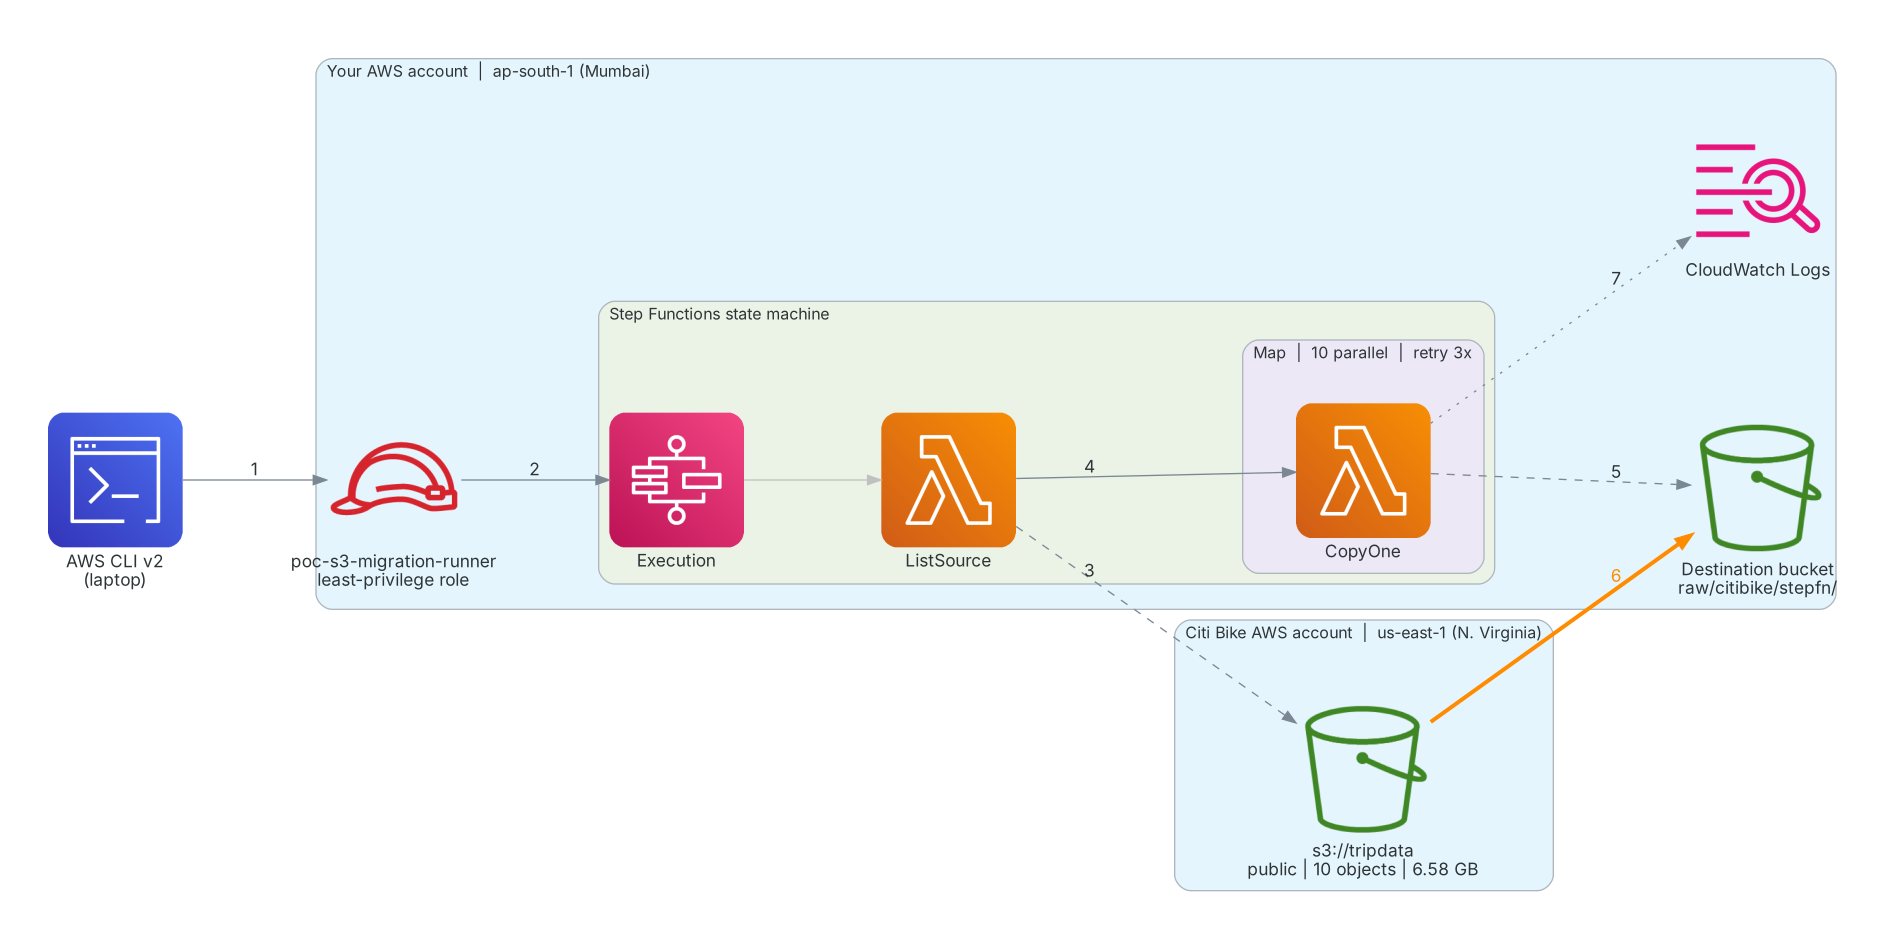 Your AWS account | ap-south-1 (Mumbai)
CloudWatch Logs
7
Step Functions state machine
Map | 10 parallel | retry 3x
1
2
4
5
AWS CLI v2
(laptop)
poc-s3-migration-runner
least-privilege role
Execution
ListSource
CopyOne
3
6
Destination bucket
raw/citibike/stepfn/
Citi Bike AWS account | us-east-1 (N. Virginia)
s3://tripdata
public | 10 objects | 6.58 GB